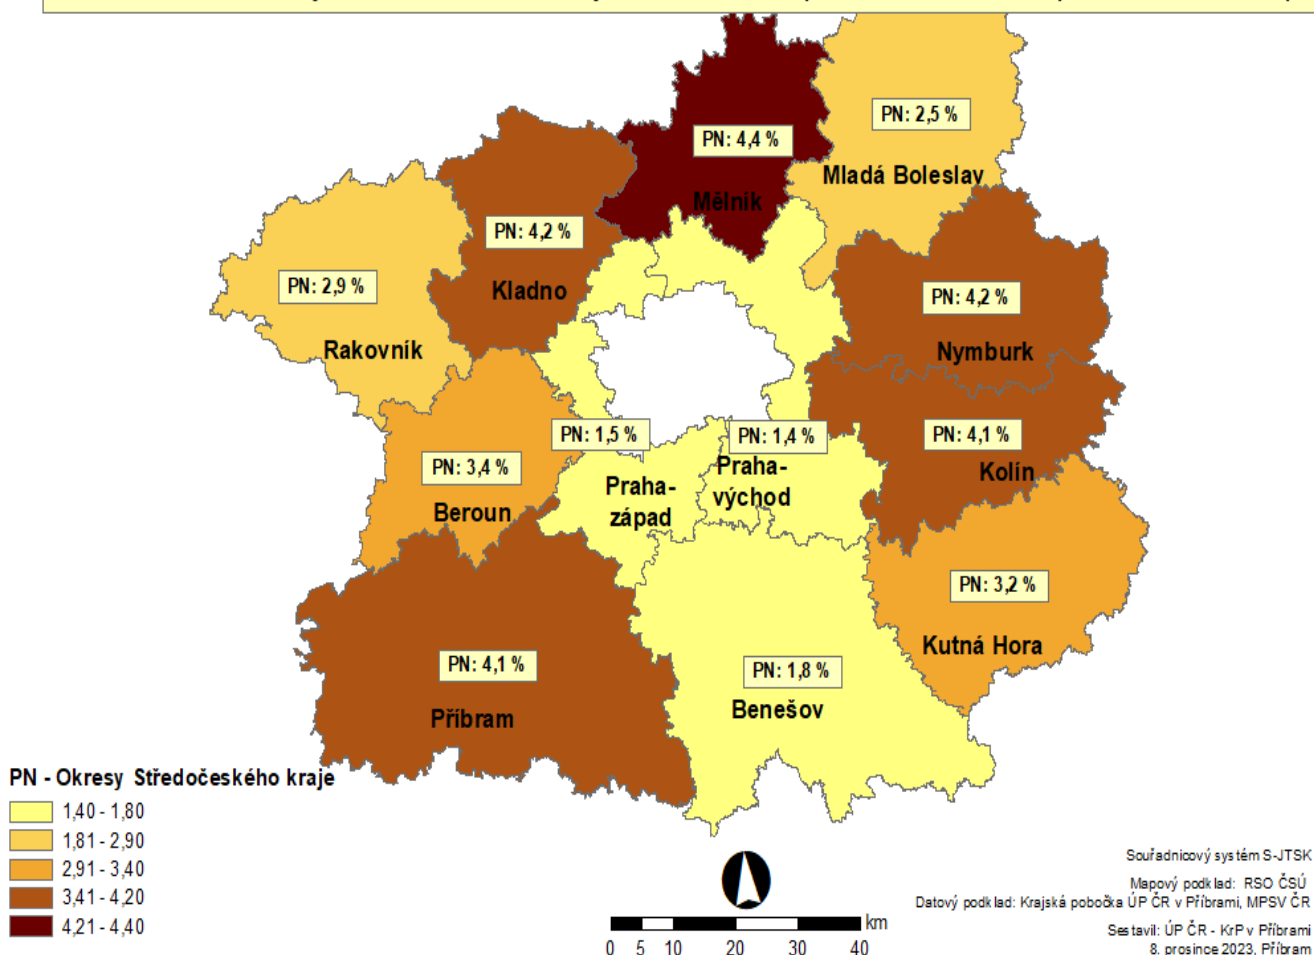 PN: 2,5 %
Mladá Boleslav
PN: 4,4 %
Mělník
PN: 4,2 %
Kladno
PN: 2,9 %
Rakovník
PN: 4,2 %
Nymburk
PN: 4,1 %
Kolín
PN: 1,5 %
Praha-
západ
PN: 1,4 %
Praha-
východ
PN: 3,4 %
Beroun
PN: 3,2 %
Kutná Hora
PN: 4,1 %
Příbram
PN: 1,8 %
Benešov
PN - Okresy Středočeského kraje
1,40 - 1,80
1,81 - 2,90
2,91 - 3,40
3,41 - 4,20
4,21 - 4,40
km
0 5 10 20 30 40
Souřadnicový systém S-JTSK
Mapový podklad: RSO ČSÚ
Datový podklad: Krajská pobočka ÚP ČR v Příbrami, MPSV ČR
Sestavil: ÚP ČR - KrP v Příbrami
8. prosince 2023, Příbram